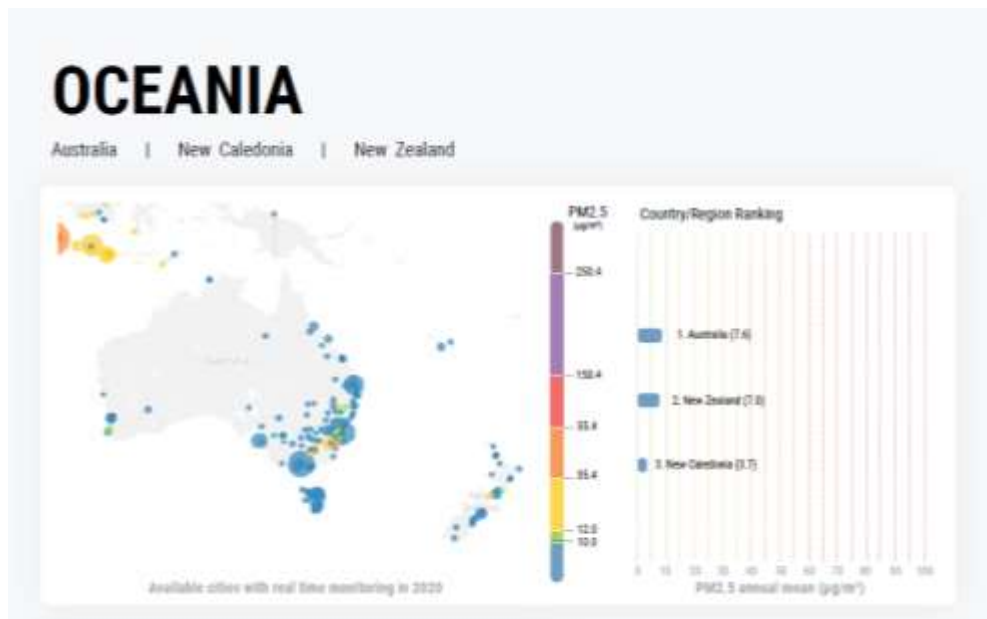 OCEANIA
Australia | New Caledonia | New Zealand
PM2.5
(µg/m³)
Country/Region Ranking
250.4
150.4
55.4
35.4
12.0
10.0
1. Australia (7.6)
2. New Zealand (7.0)
3. New Caledonia (3.7)
0 10 20 30 40 50 60 70 80 90 100
PM2.5 annual mean (µg/m³)
Available cities with real time monitoring in 2020